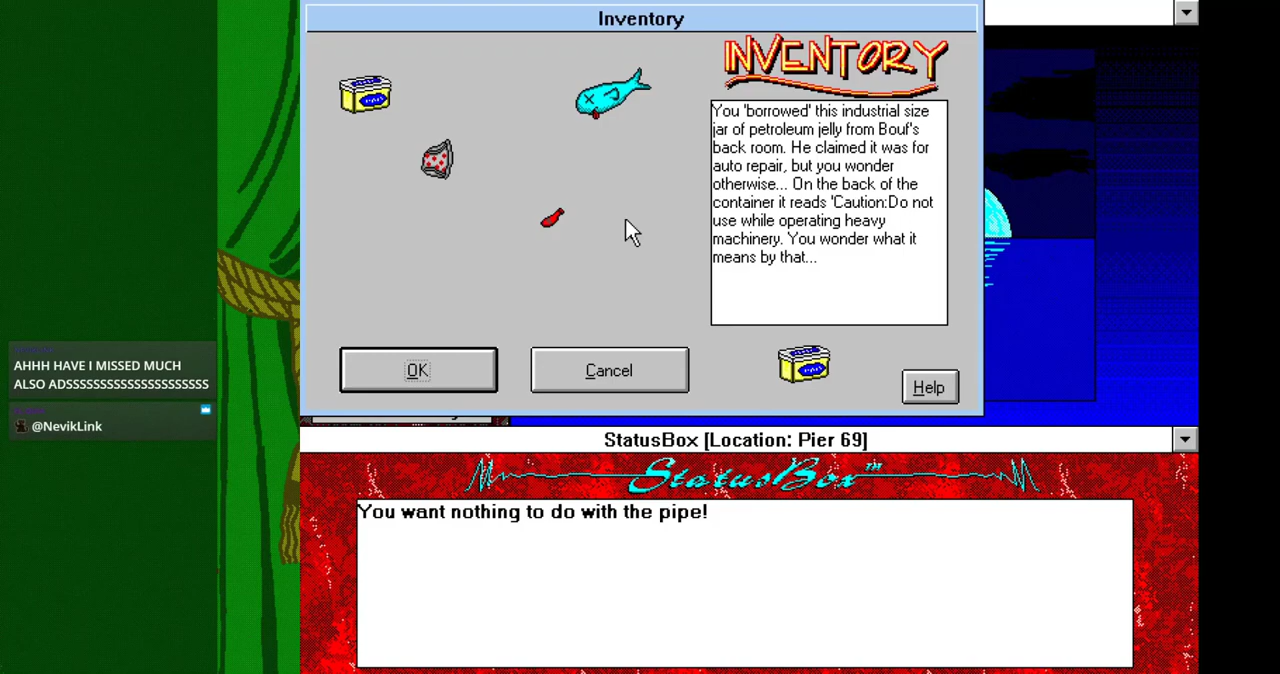 Inventory
INVENTORY
You 'borrowed' this industrial size
jar of petroleum jelly from Bouf's
back room. He claimed it was for
auto repair, but you wonder
otherwise... On the back of the
container it reads 'Caution:Do not
use while operating heavy
machinery. You wonder what it
means by that...
OK
Cancel
Help
AHHH HAVE I MISSED MUCH
ALSO ADSSSSSSSSSSSSSSSSSSSS
@NevikLink
StatusBox [Location: Pier 69]
StatusBox™
You want nothing to do with the pipe!